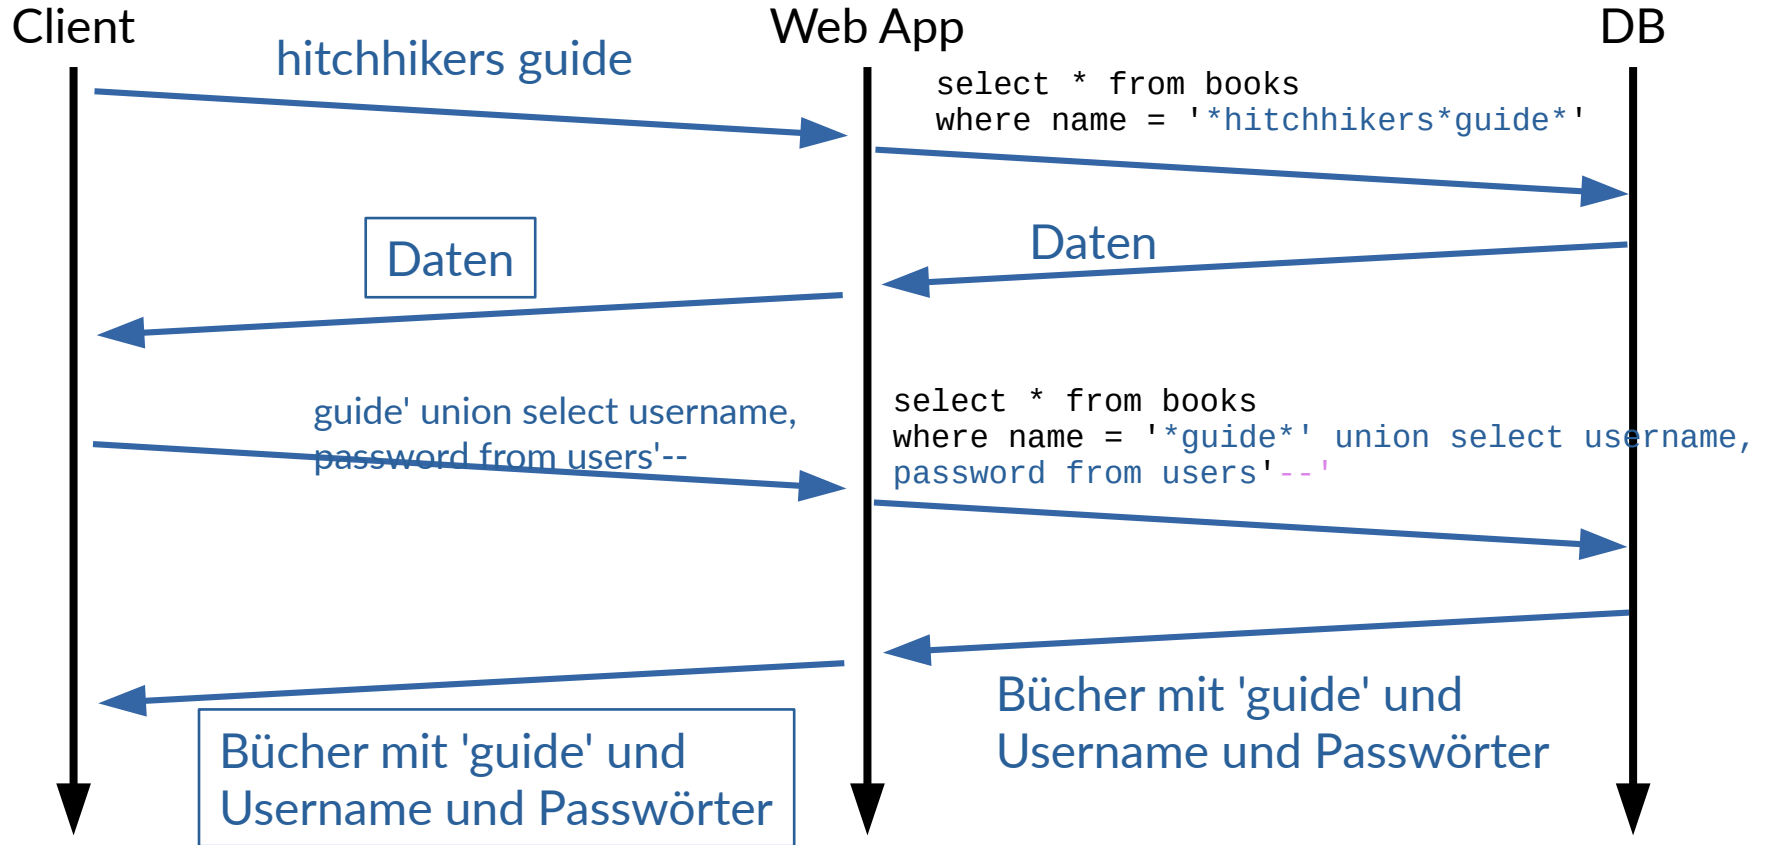 Client
Web App
DB
hitchhikers guide
select * from books
where name = '*hitchhikers*guide*'
Daten
Daten
guide' union select username,
password from users'--
select * from books
where name = '*guide*' union select username,
password from users'--'
Bücher mit 'guide' und
Username und Passwörter
Bücher mit 'guide' und
Username und Passwörter